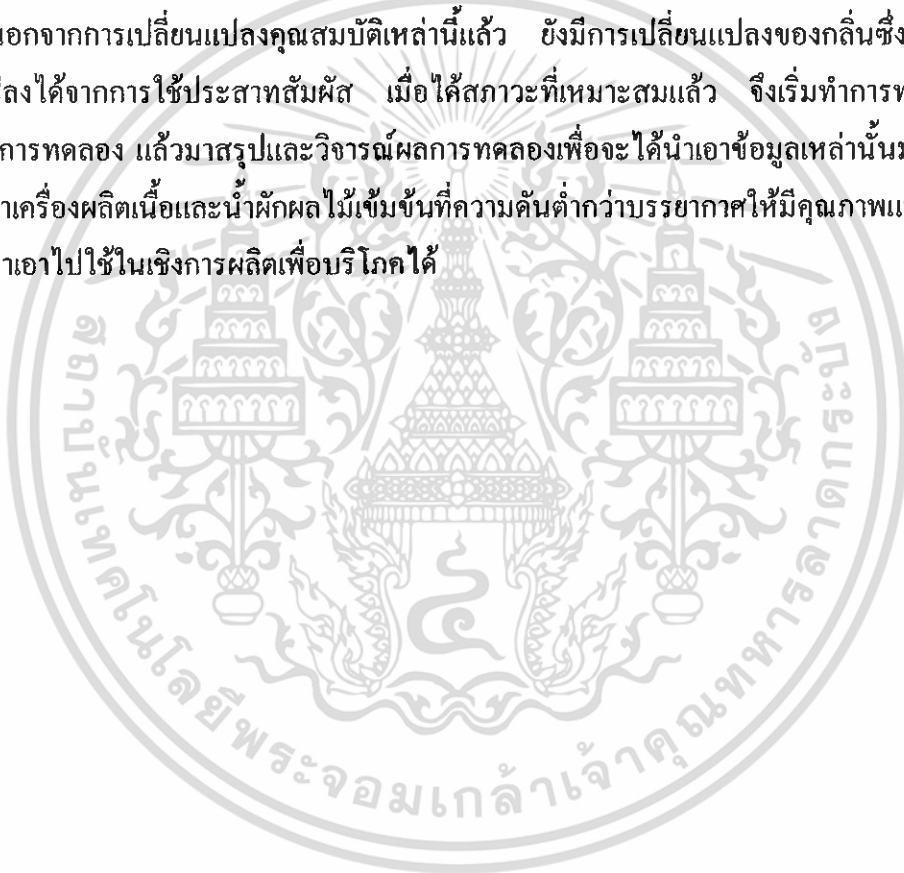 นอกจากการเปลี่ยนแปลงคุณสมบัติเหล่านี้แล้ว ยังมีการเปลี่ยนแปลงของกลิ่นซึ่ง
ลงได้จากการใช้ประสาทสัมผัส เมื่อได้สภาวะที่เหมาะสมแล้ว จึงเริ่มทำการท
การทดลอง แล้วมาสรุปและวิจารณ์ผลการทดลองเพื่อจะได้นำเอาข้อมูลเหล่านั้นม
าเครื่องผลิตเนื้อและน้ำผักผลไม้เข้มข้นที่ความดันต่ำกว่าบรรยากาศให้มีคุณภาพแ
าเอาไปใช้ในเชิงการผลิตเพื่อบริโภคได้
สถาบันเทคโนโลยีพระจอมเกล้าเจ้าคุณทหารลาดกระบัง